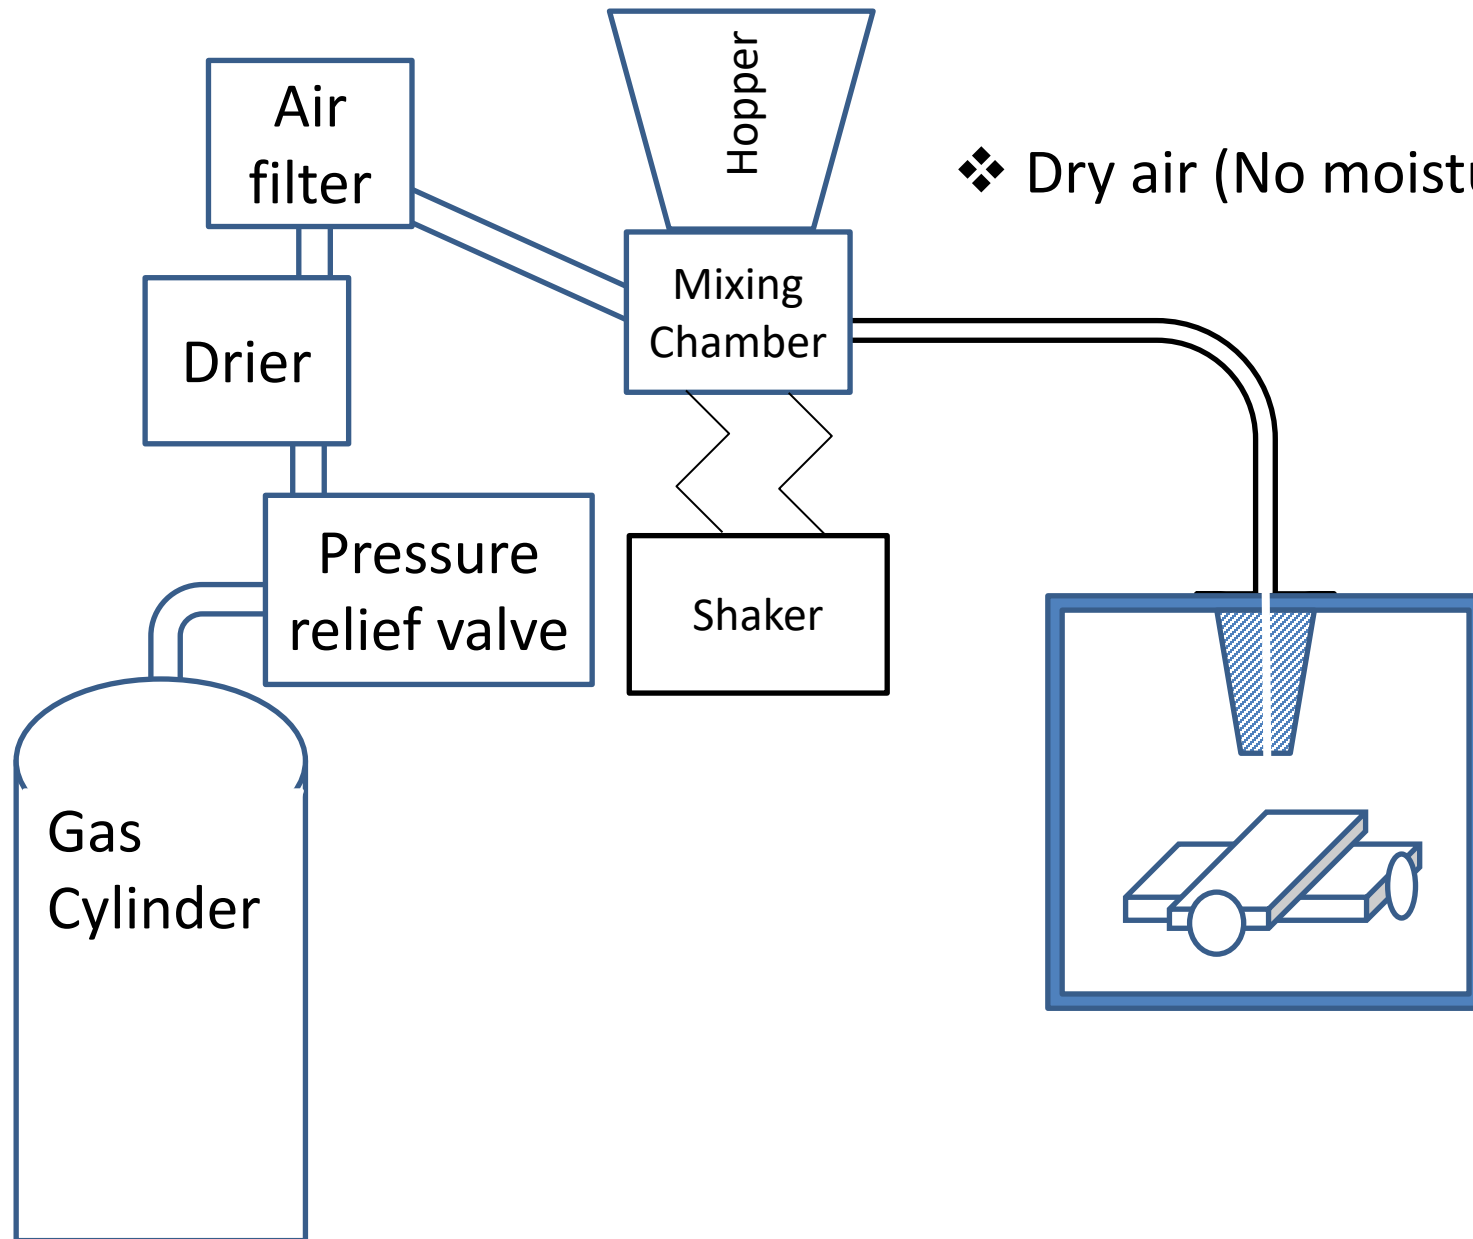 Hopper
Air
filter
❖ Dry air (No moistu
Mixing
Chamber
Drier
Pressure
relief valve
Shaker
Gas
Cylinder